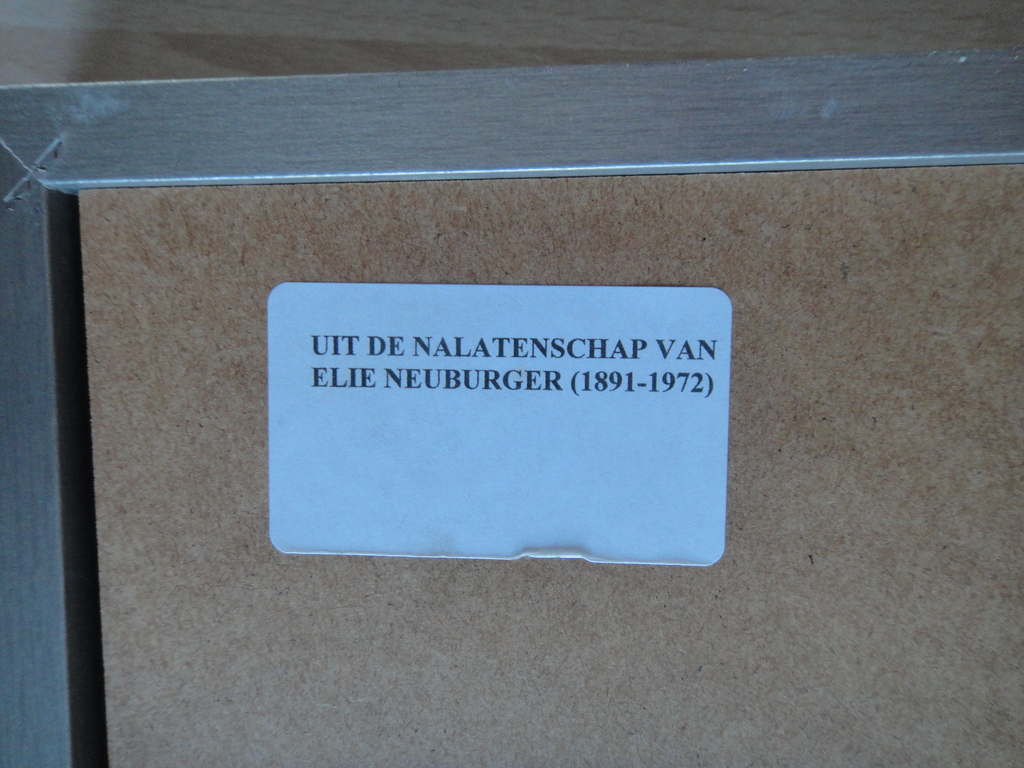 UIT DE NALATENSCHAP VAN
ELIE NEUBURGER (1891-1972)